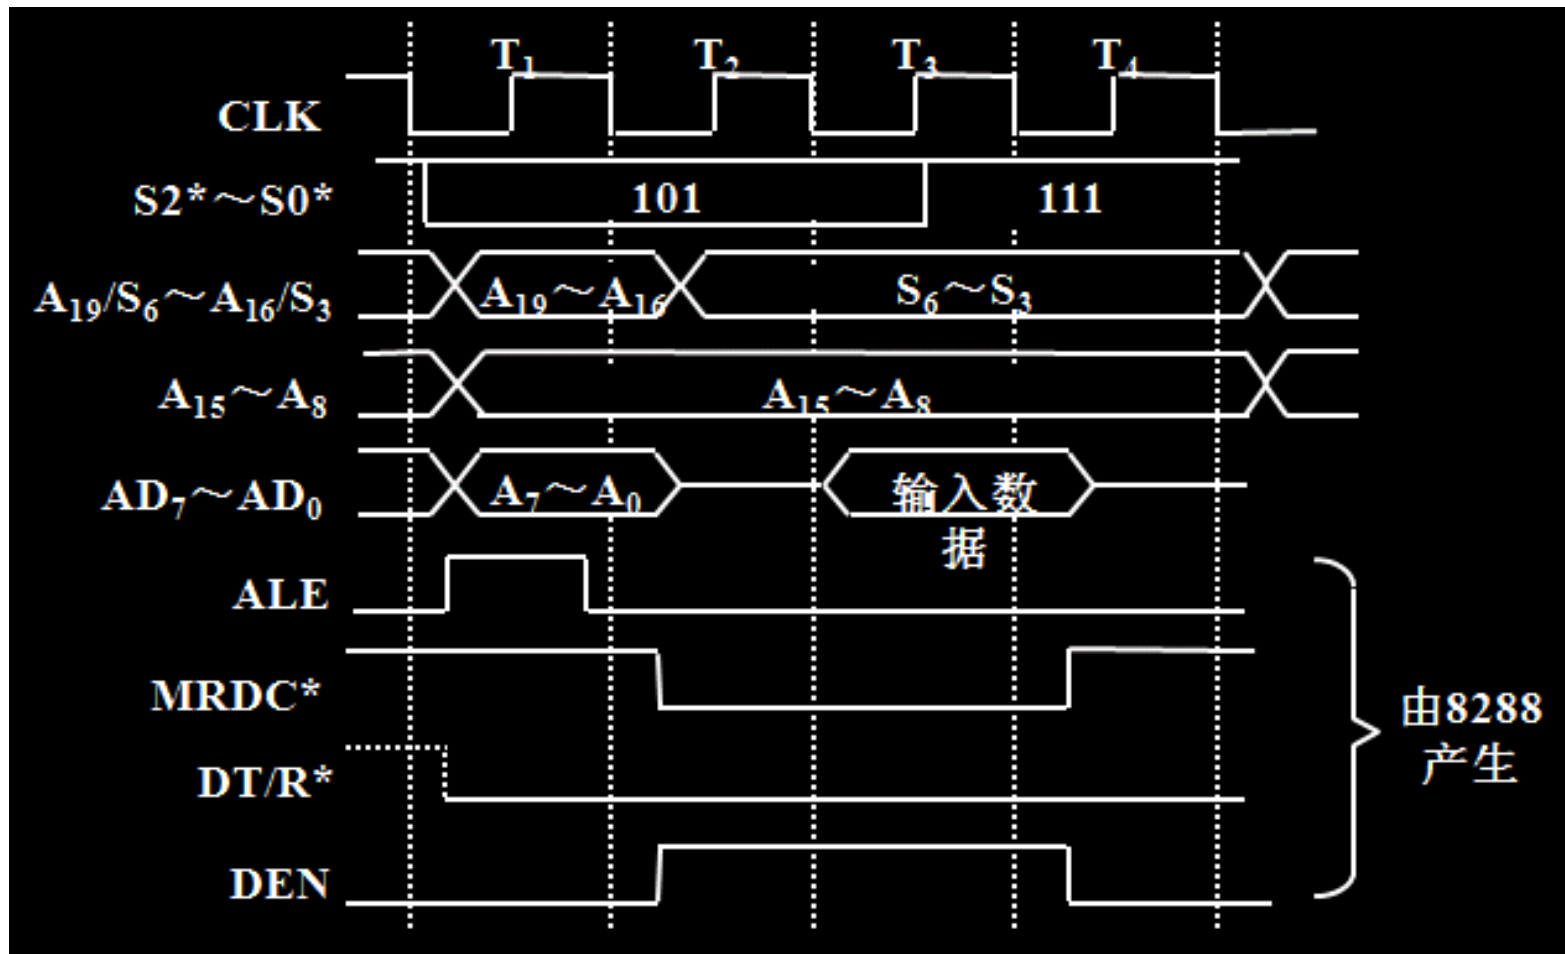 T₁ T₂ T₃ T₄
CLK
S2*～S0* 101 111
A₁₉/S₆～A₁₆/S₃ A₁₉～A₁₆ S₆～S₃
A₁₅～A₈ A₁₅～A₈
AD₇～AD₀ A₇～A₀ 输入数
据
ALE
MRDC*
由8288
产生
DT/R*
DEN